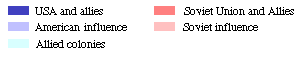 USA and allies
American influence
Allied colonies
Soviet Union and Allies
Soviet influence